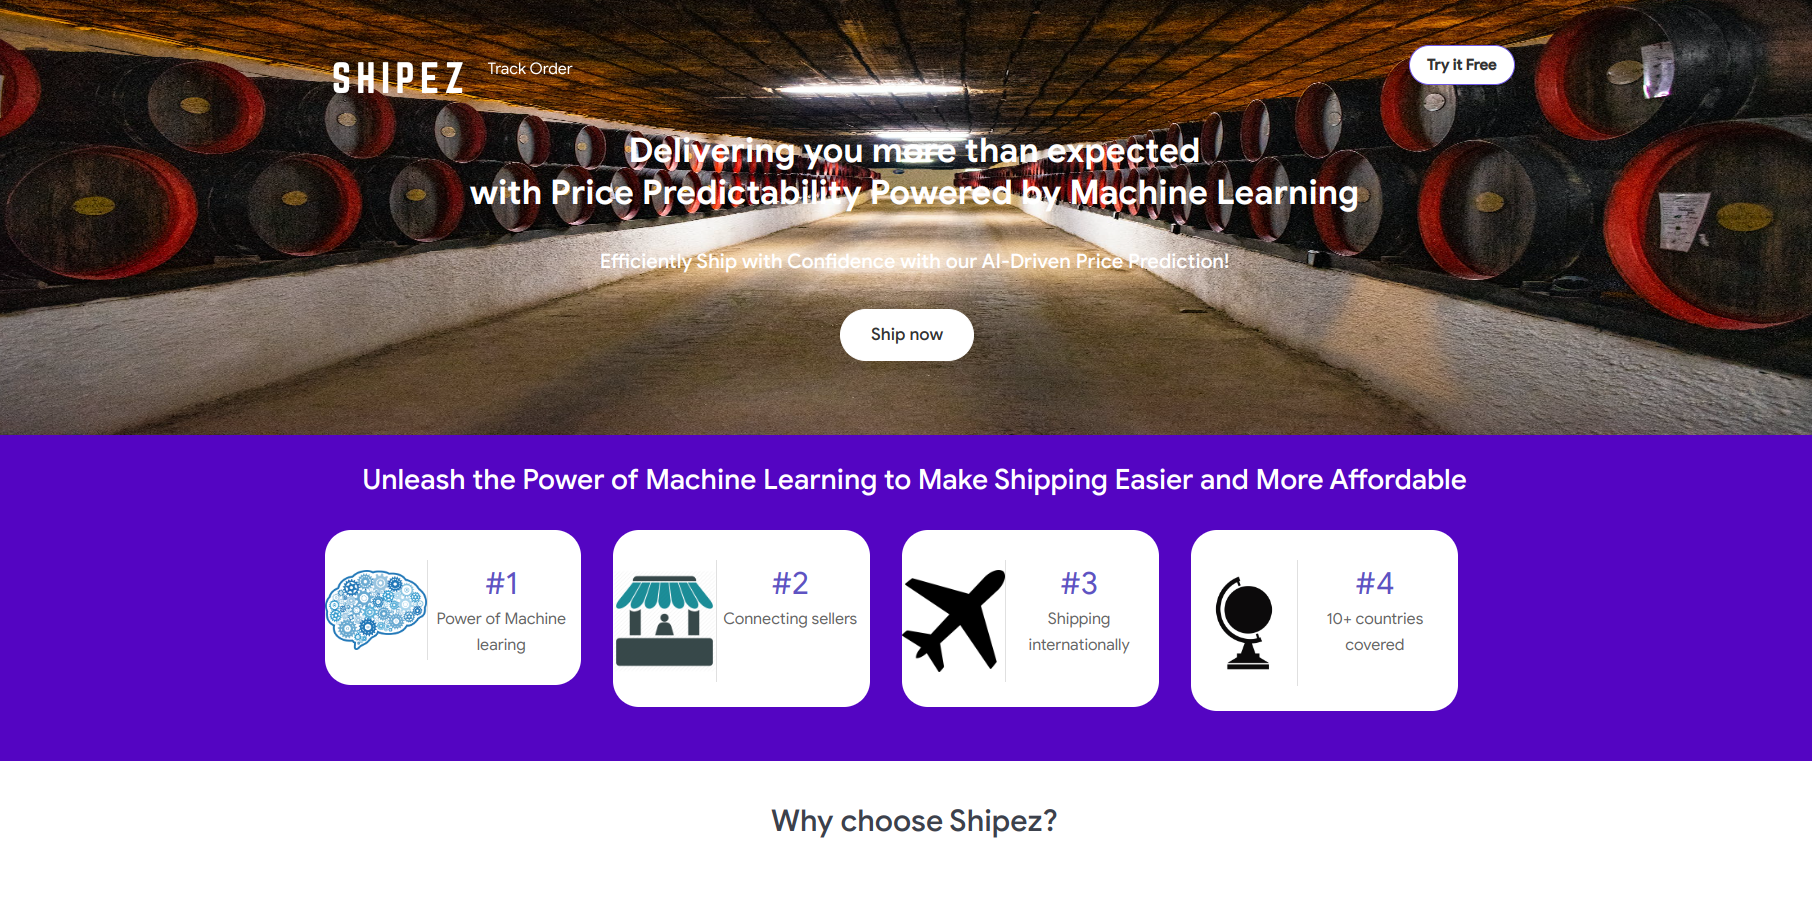 SHIPEZ
Track Order
Try it Free
Delivering you more than expected
with Price Predictability Powered by Machine Learning
Efficiently Ship with Confidence with our AI-Driven Price Prediction!
Ship now
Unleash the Power of Machine Learning to Make Shipping Easier and More Affordable
#1
Power of Machine
learing
#2
Connecting sellers
#3
Shipping
internationally
#4
10+ countries
covered
Why choose Shipez?